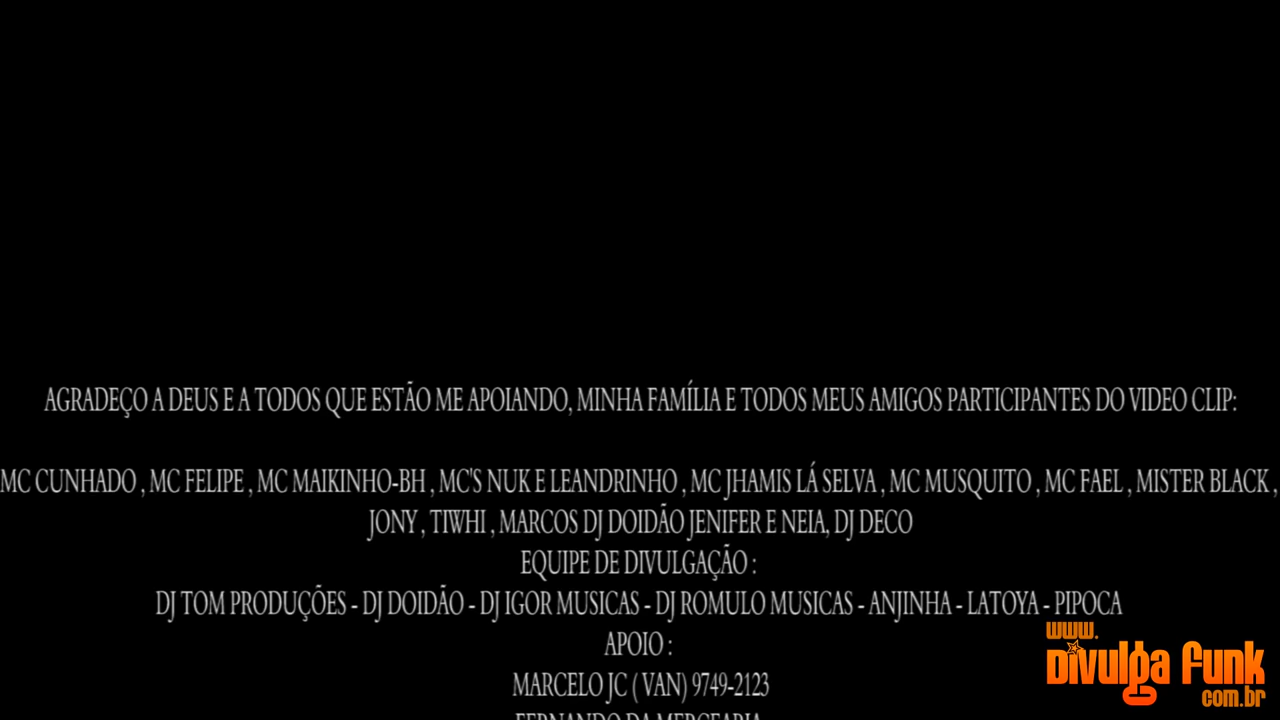 AGRADEÇO A DEUS E A TODOS QUE ESTÃO ME APOIANDO, MINHA FAMÍLIA E TODOS MEUS AMIGOS PARTICIPANTES DO VIDEO CLIP:
MC CUNHADO , MC FELIPE , MC MAIKINHO-BH , MC'S NUK E LEANDRINHO , MC JHAMIS LÁ SELVA , MC MUSQUITO , MC FAEL , MISTER BLACK ,
JONY , TIWHI , MARCOS DJ DOIDÃO JENIFER E NEIA, DJ DECO
EQUIPE DE DIVULGAÇÃO :
DJ TOM PRODUÇÕES - DJ DOIDÃO - DJ IGOR MUSICAS - DJ ROMULO MUSICAS - ANJINHA - LATOYA - PIPOCA
APOIO :
MARCELO JC ( VAN) 9749-2123
FERNANDO DA MERCEARIA
www.
Divulga Funk
com.br